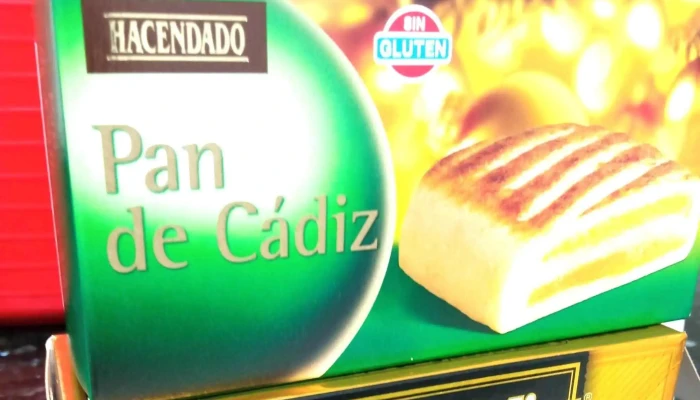 HACENDADO
SIN
GLUTEN
Pan
de Cádiz